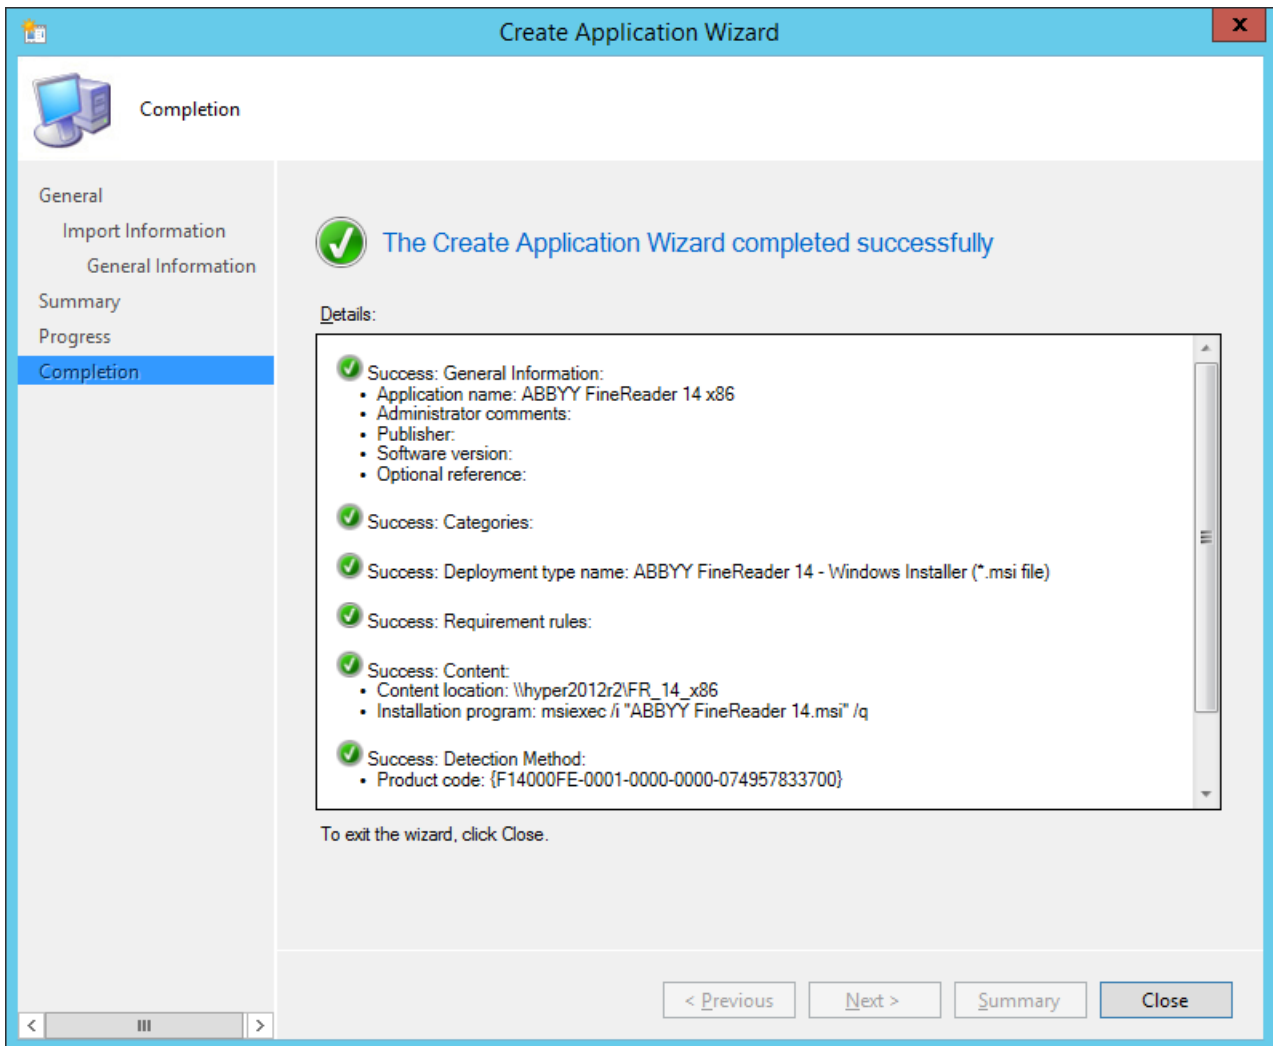 Create Application Wizard
x
Completion
General
Import Information
General Information
Summary
Progress
Completion
The Create Application Wizard completed successfully
Details:
Success: General Information:
• Application name: ABBYY FineReader 14 x86
• Administrator comments:
• Publisher:
• Software version:
• Optional reference:
Success: Categories:
Success: Deployment type name: ABBYY FineReader 14 - Windows Installer (*.msi file)
Success: Requirement rules:
Success: Content:
• Content location: \\hyper2012r2\FR_14_x86
• Installation program: msiexec /i "ABBYY FineReader 14.msi" /q
Success: Detection Method:
• Product code: {F14000FE-0001-0000-0000-074957833700}
To exit the wizard, click Close.
< Previous
Next >
Summary
Close